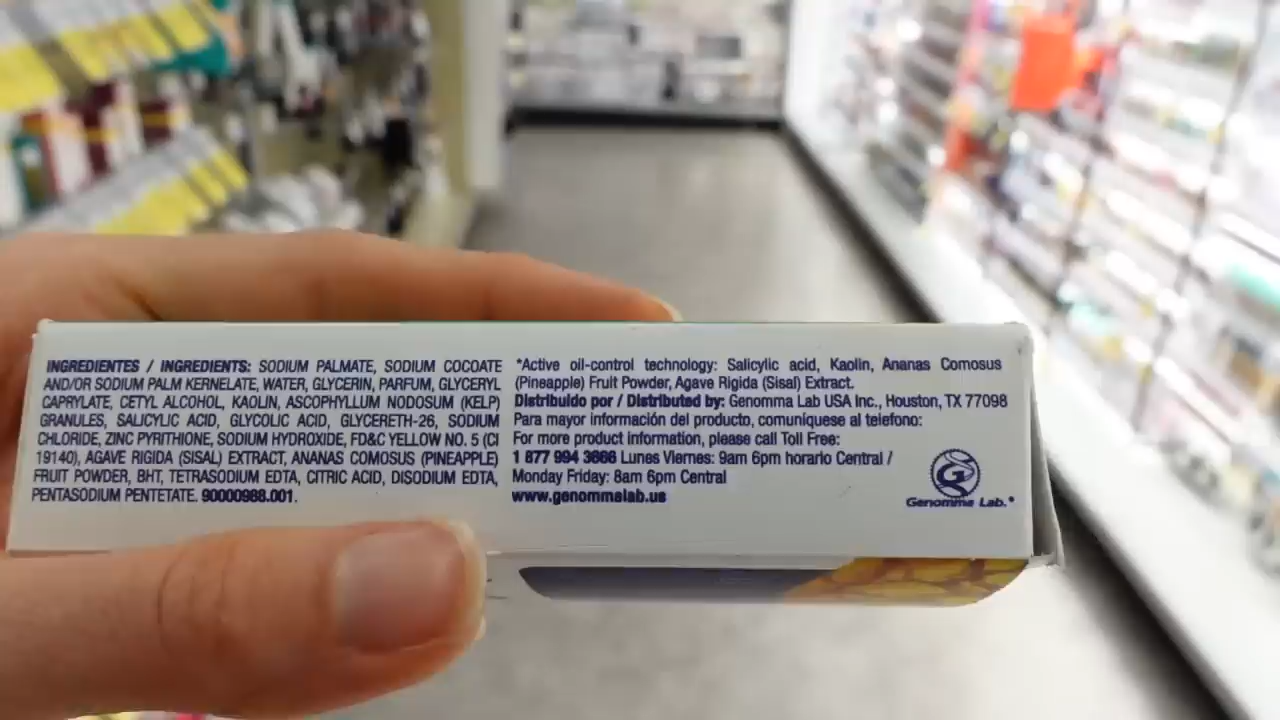 INGREDIENTES / INGREDIENTS: SODIUM PALMATE, SODIUM COCOATE
AND/OR SODIUM PALM KERNELATE, WATER, GLYCERIN, PARFUM, GLYCERYL
CAPRYLATE, CETYL ALCOHOL, KAOLIN, ASCOPHYLLUM NODOSUM (KELP)
GRANULES, SALICYLIC ACID, GLYCOLIC ACID, GLYCERETH-26, SODIUM
CHLORIDE, ZINC PYRITHIONE, SODIUM HYDROXIDE, FD&C YELLOW NO. 5 (CI
19140), AGAVE RIGIDA (SISAL) EXTRACT, ANANAS COMOSUS (PINEAPPLE)
FRUIT POWDER, BHT, TETRASODIUM EDTA, CITRIC ACID, DISODIUM EDTA,
PENTASODIUM PENTETATE. 90000988.001.
*Active oil-control technology: Salicylic acid, Kaolin, Ananas Comosus
(Pineapple) Fruit Powder, Agave Rigida (Sisal) Extract.
Distribuido por / Distributed by: Genomma Lab USA Inc., Houston, TX 77098
Para mayor información del producto, comuníquese al telefono:
For more product information, please call Toll Free:
1 877 994 3666 Lunes Viernes: 9am 6pm horario Central /
Monday Friday: 8am 6pm Central
www.genommalab.us
Genomma Lab.*